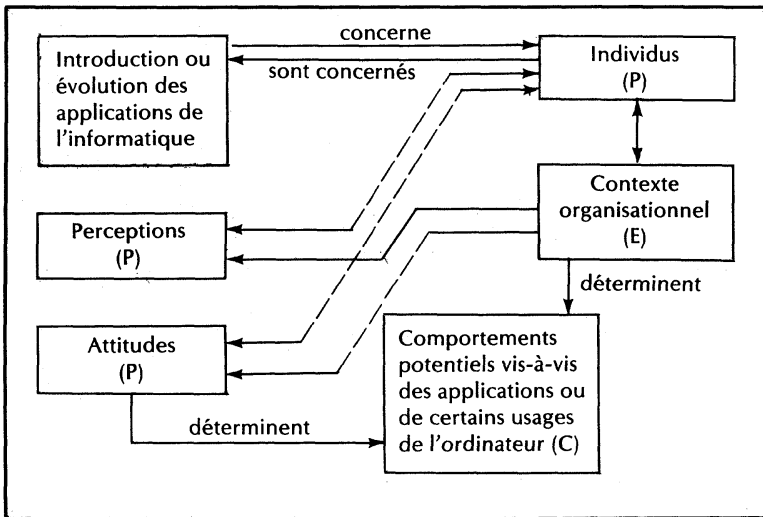 concerne
Introduction ou
évolution des
applications de
l'informatique
sont concernés
Individus
(P)
Contexte
organisationnel
(E)
Perceptions
(P)
déterminent
Attitudes
(P)
Comportements
potentiels vis-à-vis
des applications ou
de certains usages
de l'ordinateur (C)
déterminent